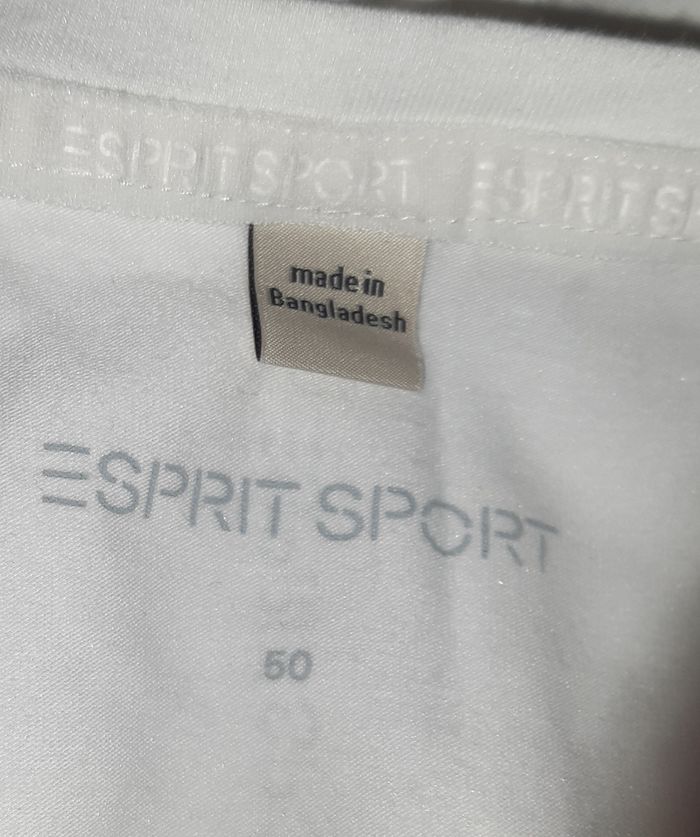 ESPRIT SPORT ESPRIT S
made in
Bangladesh
ESPRIT SPORT
50